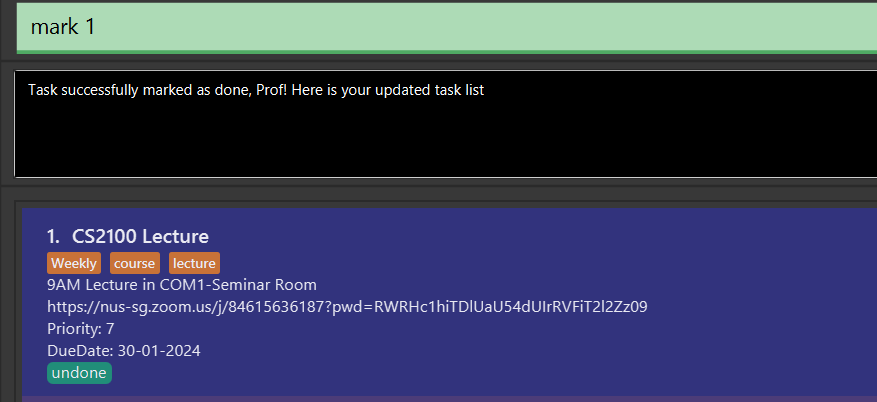 mark 1
Task successfully marked as done, Prof! Here is your updated task list
1. CS2100 Lecture
Weekly course lecture
9AM Lecture in COM1-Seminar Room
https://nus-sg.zoom.us/j/84615636187?pwd=RWRHc1hiTDlUaU54dUIrRVFiT2l2Zz09
Priority: 7
DueDate: 30-01-2024
undone